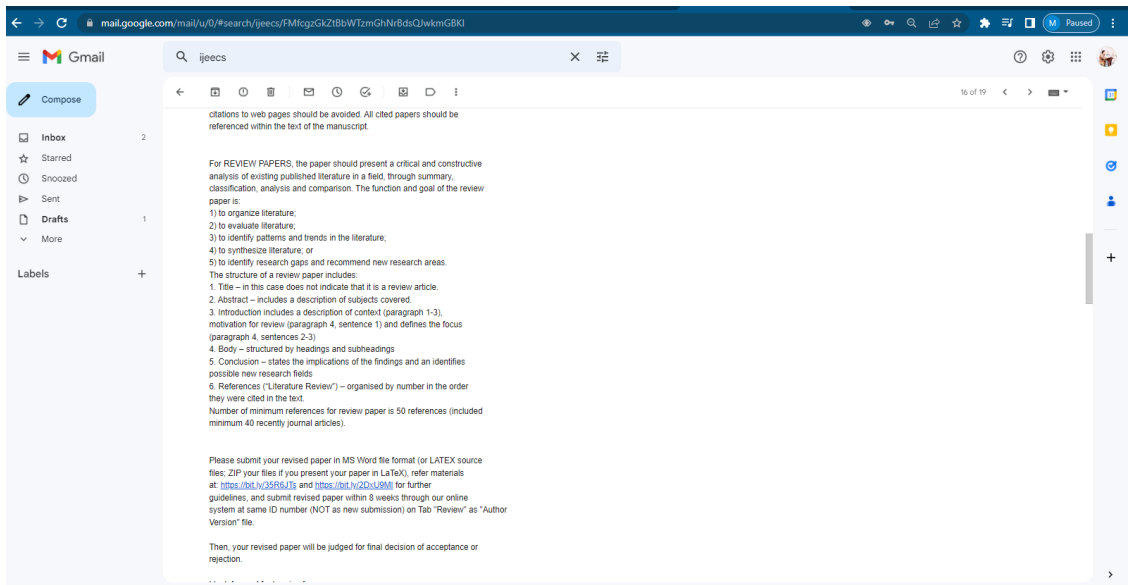 mail.google.com/mail/u/0/#search/ijeecs/FMfcgzGkZtBbWTzmGhNrBdsQJwkmGBKl
M Paused
Gmail
ijeecs
Compose
16 of 19
Inbox 2
Starred
Snoozed
Sent
Drafts 1
More
Labels
citations to web pages should be avoided. All cited papers should be
referenced within the text of the manuscript.
For REVIEW PAPERS, the paper should present a critical and constructive
analysis of existing published literature in a field, through summary,
classification, analysis and comparison. The function and goal of the review
paper is:
1) to organize literature;
2) to evaluate literature;
3) to identify patterns and trends in the literature;
4) to synthesize literature; or
5) to identify research gaps and recommend new research areas.
The structure of a review paper includes:
1. Title – in this case does not indicate that it is a review article.
2. Abstract – includes a description of subjects covered.
3. Introduction includes a description of context (paragraph 1-3),
motivation for review (paragraph 4, sentence 1) and defines the focus
(paragraph 4, sentences 2-3)
4. Body – structured by headings and subheadings
5. Conclusion – states the implications of the findings and an identifies
possible new research fields
6. References ("Literature Review") – organised by number in the order
they were cited in the text.
Number of minimum references for review paper is 50 references (included
minimum 40 recently journal articles).
Please submit your revised paper in MS Word file format (or LATEX source
files; ZIP your files if you present your paper in LaTeX), refer materials
at: https://bit.ly/35R6JTs and https://bit.ly/2DxU9MI for further
guidelines, and submit revised paper within 8 weeks through our online
system at same ID number (NOT as new submission) on Tab "Review" as "Author
Version" file.
Then, your revised paper will be judged for final decision of acceptance or
rejection.